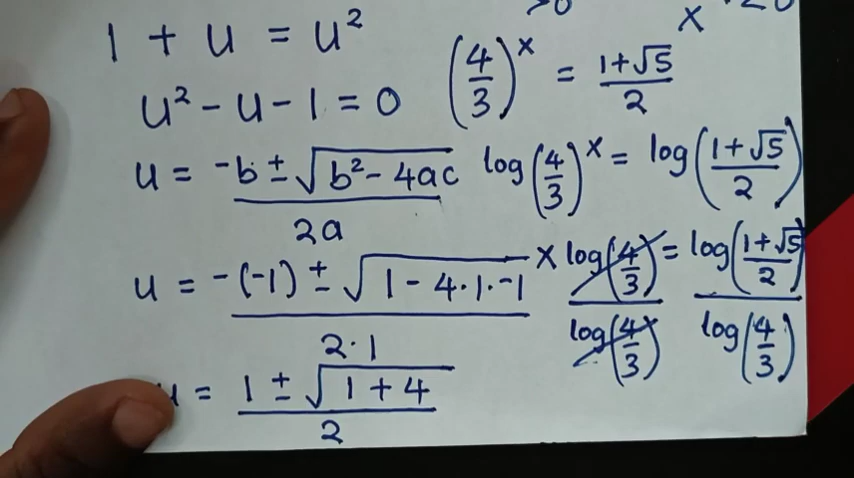 1 + u = u²
u² - u - 1 = 0
u = -b ± √(b² - 4ac) / 2a
u = -(-1) ± √(1 - 4·1·-1) / 2·1
u = 1 ± √(1 + 4) / 2
>0
x
(4/3)^x = (1+√5)/2
log(4/3)^x = log((1+√5)/2)
x log(4/3) / log(4/3) = log((1+√5)/2) / log(4/3)